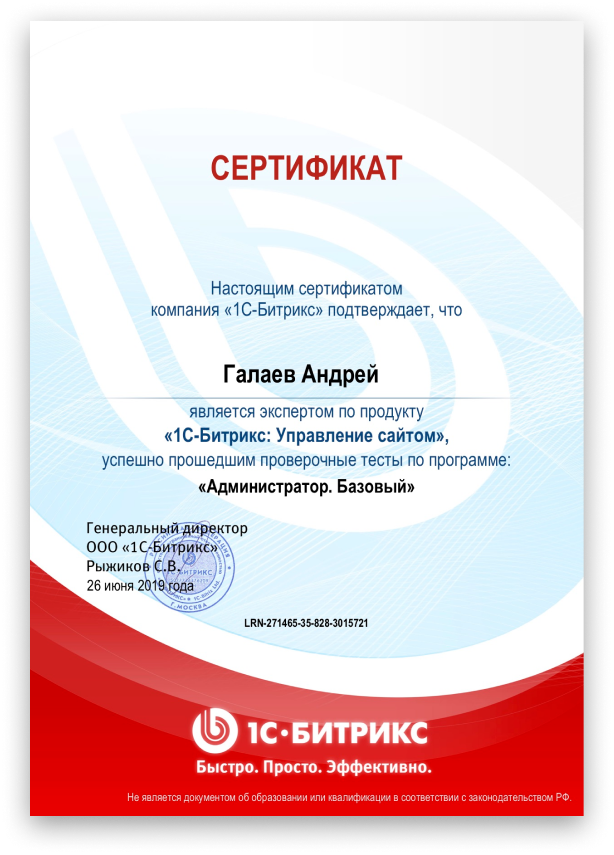 СЕРТИФИКАТ
Настоящим сертификатом
компания «1С-Битрикс» подтверждает, что
Галаев Андрей
является экспертом по продукту
«1С-Битрикс: Управление сайтом»,
успешно прошедшим проверочные тесты по программе:
«Администратор. Базовый»
Генеральный директор
ООО «1С-Битрикс»
Рыжиков С.В.
26 июня 2019 года
Г. МОСКВА
LRN-271465-35-828-3015721
1С·БИТРИКС
Быстро. Просто. Эффективно.
Не является документом об образовании или квалификации в соответствии с законодательством РФ.